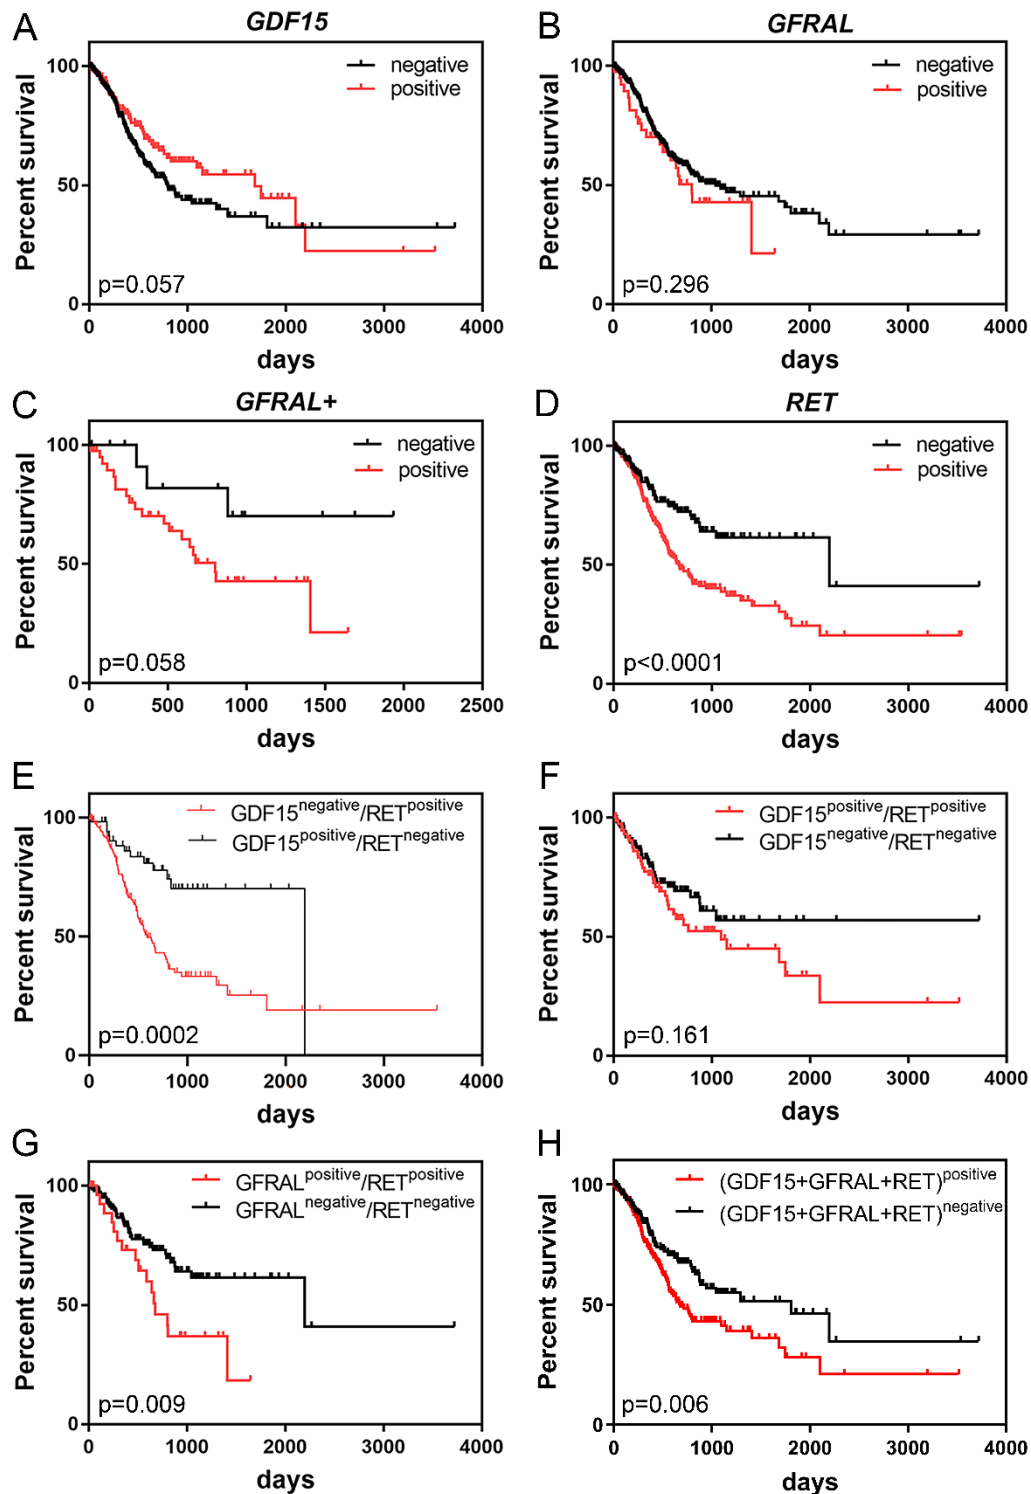 A
GDF15
Percent survival
100
50
0
negative
positive
p=0.057
0 1000 2000 3000 4000
days
B
GFRAL
Percent survival
100
50
0
negative
positive
p=0.296
0 1000 2000 3000 4000
days
C
GFRAL+
Percent survival
100
50
0
negative
positive
p=0.058
0 500 1000 1500 2000 2500
days
D
RET
Percent survival
100
50
0
negative
positive
p<0.0001
0 1000 2000 3000 4000
days
E
Percent survival
100
50
0
GDF15negative/RETpositive
GDF15positive/RETnegative
p=0.0002
0 1000 2000 3000 4000
days
F
Percent survival
100
50
0
GDF15positive/RETpositive
GDF15negative/RETnegative
p=0.161
0 1000 2000 3000 4000
days
G
Percent survival
100
50
0
GFRALpositive/RETpositive
GFRALnegative/RETnegative
p=0.009
0 1000 2000 3000 4000
days
H
Percent survival
100
50
0
(GDF15+GFRAL+RET)positive
(GDF15+GFRAL+RET)negative
p=0.006
0 1000 2000 3000 4000
days